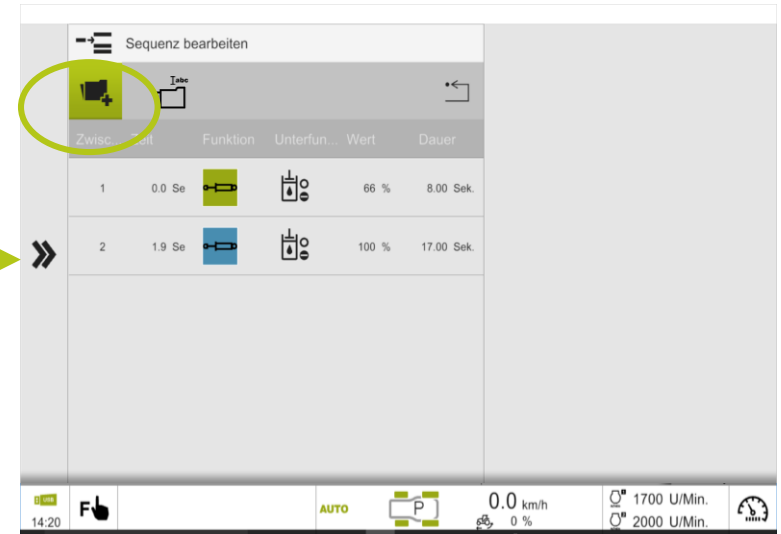 Sequenz bearbeiten
Iabc
Zwisc... Zeit Funktion Unterfun... Wert Dauer
1 0.0 Se 66 % 8.00 Sek.
2 1.9 Se 100 % 17.00 Sek.
USB
14:20
F
AUTO
P
0.0 km/h
0 %
1700 U/Min.
2000 U/Min.